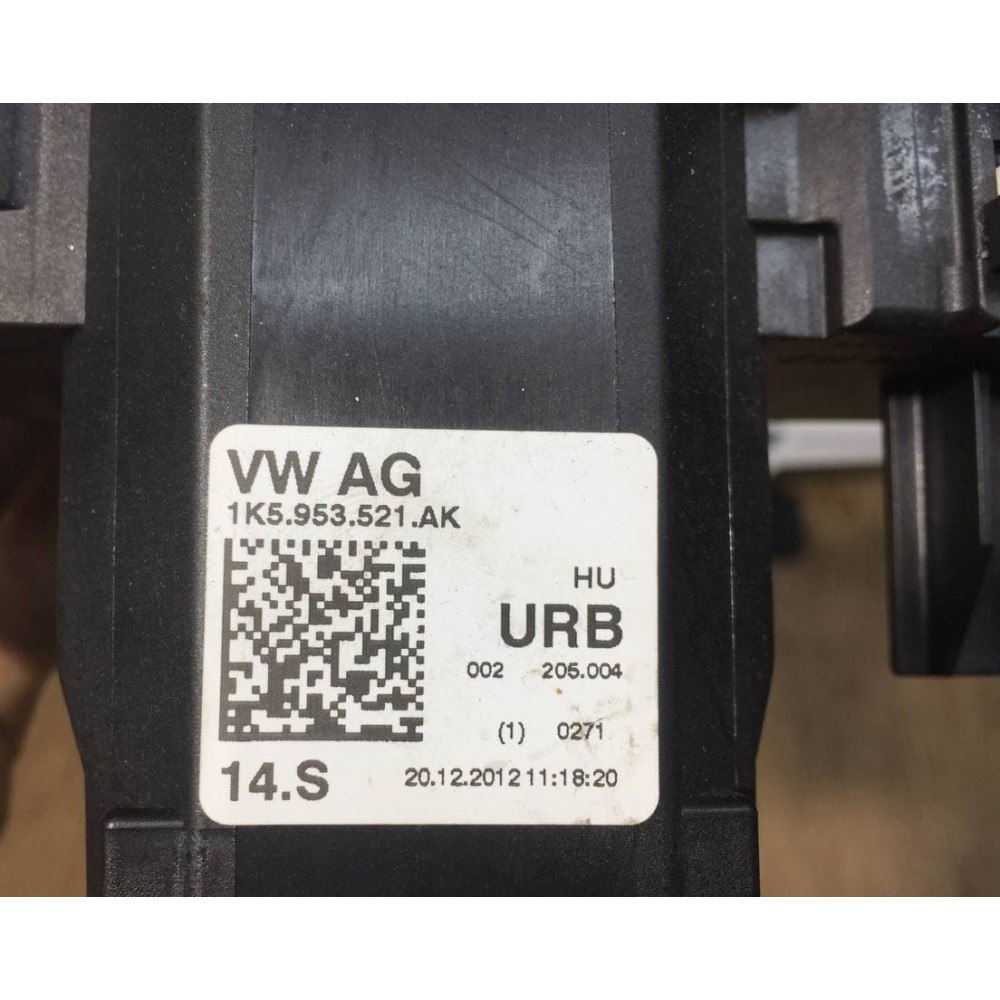 VW AG
1K5.953.521.AK
HU
URB
002 205.004
(1) 0271
14.S 20.12.2012 11:18:20